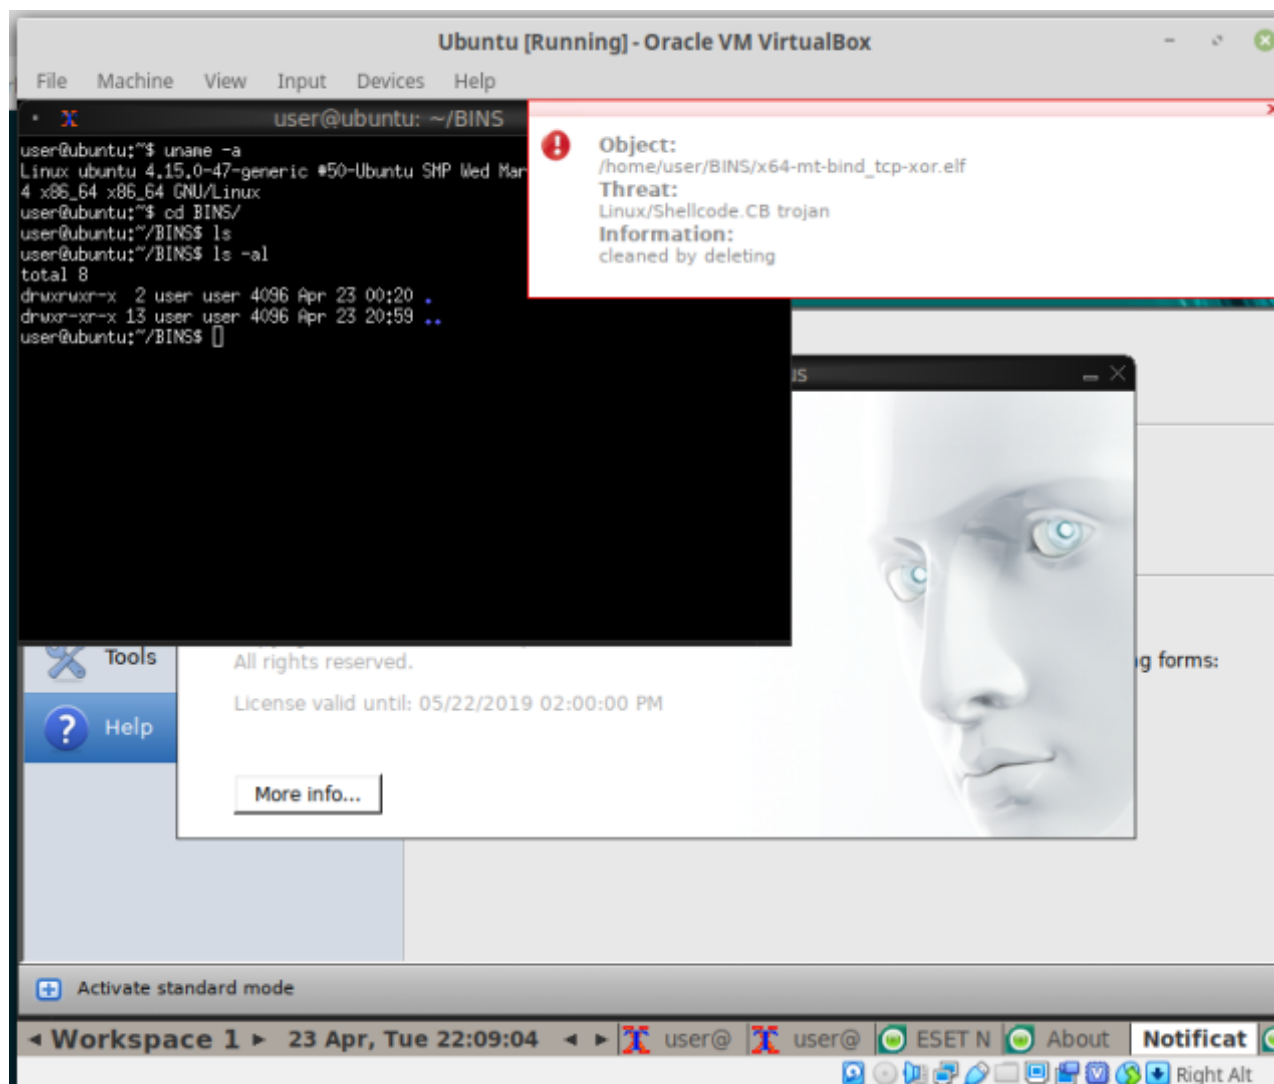 Ubuntu [Running] - Oracle VM VirtualBox
File Machine View Input Devices Help
user@ubuntu: ~/BINS
user@ubuntu:~$ uname -a
Linux ubuntu 4.15.0-47-generic #50-Ubuntu SMP Wed Mar
4 x86_64 x86_64 GNU/Linux
user@ubuntu:~$ cd BINS/
user@ubuntu:~/BINS$ ls
user@ubuntu:~/BINS$ ls -al
total 8
drwxrwxr-x 2 user user 4096 Apr 23 00:20 .
drwxr-xr-x 13 user user 4096 Apr 23 20:59 ..
user@ubuntu:~/BINS$
Object:
/home/user/BINS/x64-mt-bind_tcp-xor.elf
Threat:
Linux/Shellcode.CB trojan
Information:
cleaned by deleting
us
Tools
Help
All rights reserved.
License valid until: 05/22/2019 02:00:00 PM
More info...
g forms:
Activate standard mode
Workspace 1 23 Apr, Tue 22:09:04 user@ user@ ESET N About Notificat
Right Alt